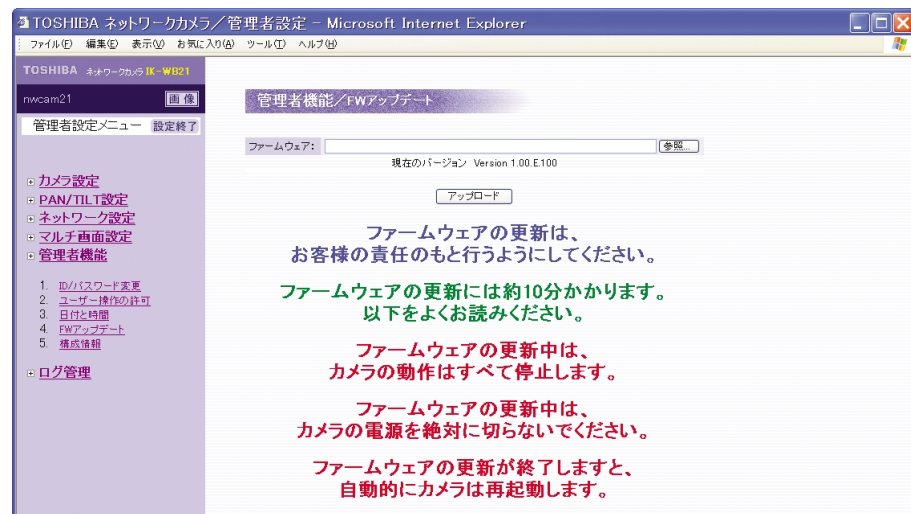 TOSHIBA ネットワークカメラ／管理者設定 - Microsoft Internet Explorer
ファイル(F) 編集(E) 表示(V) お気に入り(A) ツール(T) ヘルプ(H)
TOSHIBA ネットワークカメラ IK-WB21
nwcam21 画像
管理者設定メニュー 設定終了
カメラ設定
PAN/TILT設定
ネットワーク設定
マルチ画面設定
管理者機能
1. ID/パスワード変更
2. ユーザー操作の許可
3. 日付と時間
4. FWアップデート
5. 構成情報
ログ管理
管理者機能／FWアップデート
ファームウェア: 参照...
現在のバージョン Version 1.00.E.100
アップロード
ファームウェアの更新は、
お客様の責任のもと行うようにしてください。
ファームウェアの更新には約10分かかります。
以下をよくお読みください。
ファームウェアの更新中は、
カメラの動作はすべて停止します。
ファームウェアの更新中は、
カメラの電源を絶対に切らないでください。
ファームウェアの更新が終了しますと、
自動的にカメラは再起動します。